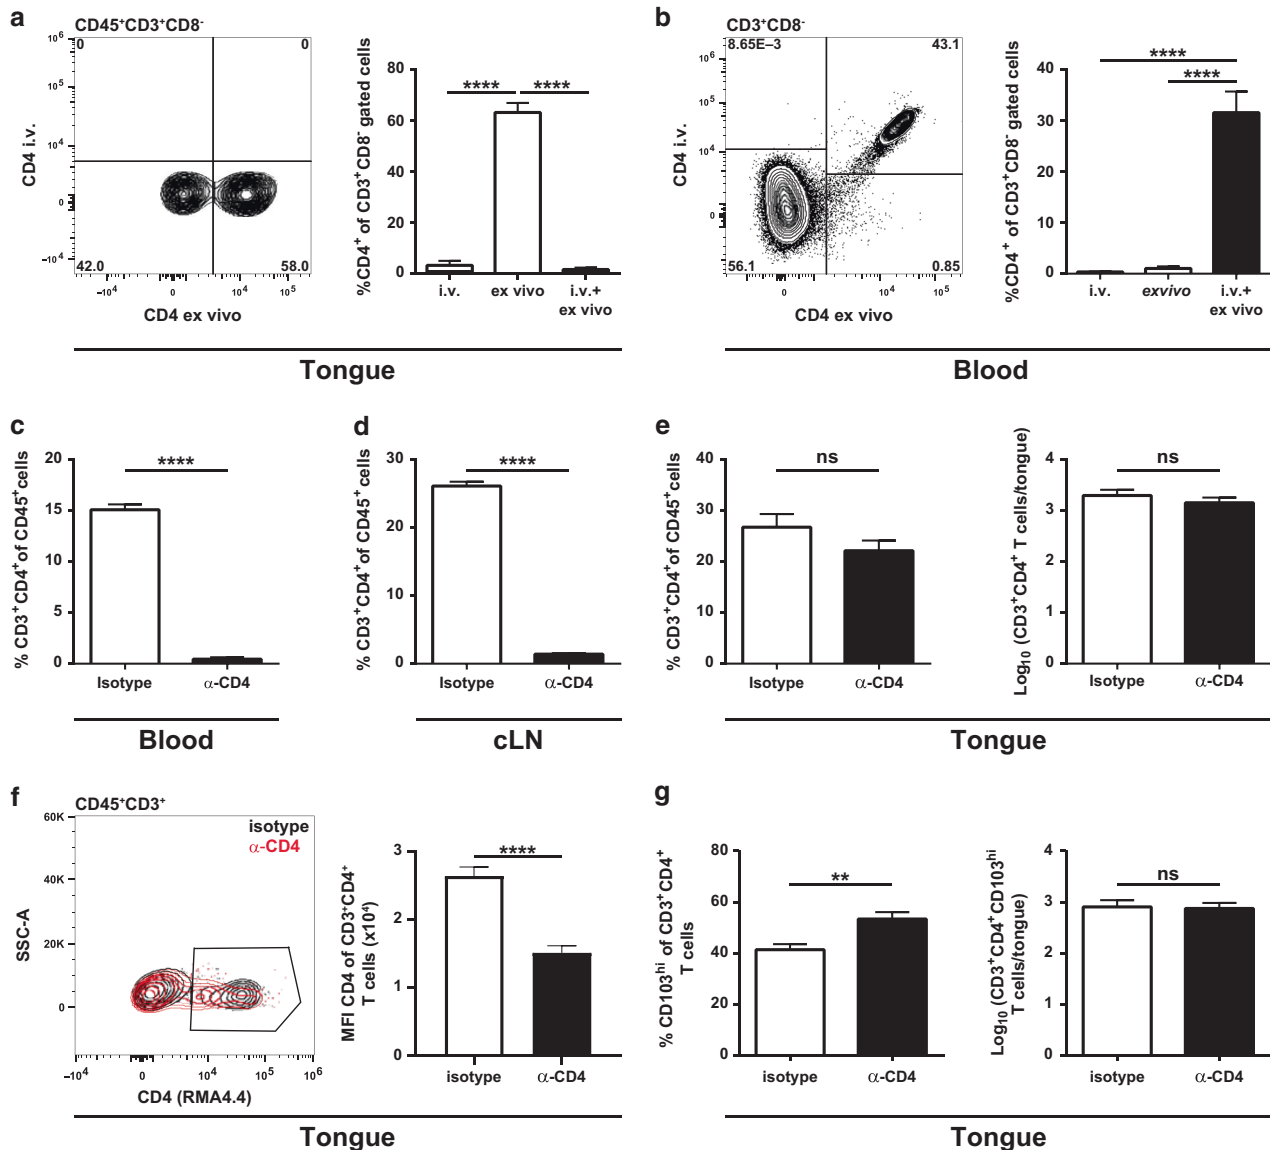 a
CD45⁺CD3⁺CD8⁻
10⁶
10⁵
10⁴
0
−10⁴
0
0
42.0
58.0
−10⁴
0
10⁴
10⁵
CD4 i.v.
CD4 ex vivo
%CD4⁺ of CD3⁺CD8⁻ gated cells
80
60
40
20
0
****
****
i.v.
ex vivo
i.v.+
ex vivo
Tongue
b
CD3⁺CD8⁻
10⁶
10⁵
10⁴
0
8.65E−3
43.1
56.1
0.85
0
10⁴
10⁵
CD4 i.v.
CD4 ex vivo
%CD4⁺ of CD3⁺CD8⁻ gated cells
40
30
20
10
0
****
****
i.v.
exvivo
i.v.+
ex vivo
Blood
c
% CD3⁺CD4⁺of CD45⁺cells
20
15
10
5
0
****
Isotype
α-CD4
Blood
d
% CD3⁺CD4⁺of CD45⁺cells
30
20
10
0
****
Isotype
α-CD4
cLN
e
% CD3⁺CD4⁺of CD45⁺cells
40
30
20
10
0
ns
Isotype
α-CD4
Log₁₀ (CD3⁺CD4⁺ T cells/tongue)
4
3
2
1
0
ns
Isotype
α-CD4
Tongue
f
CD45⁺CD3⁺
60K
40K
20K
0
isotype
α-CD4
SSC-A
−10⁴
0
10⁴
10⁵
10⁶
CD4 (RMA4.4)
MFI CD4 of CD3⁺CD4⁺
T cells (x10⁴)
3
2
1
0
****
isotype
α-CD4
Tongue
g
% CD103ʰⁱ of CD3⁺CD4⁺
T cells
80
60
40
20
0
**
isotype
α-CD4
Log₁₀ (CD3⁺CD4⁺CD103ʰⁱ
T cells/tongue)
4
3
2
1
0
ns
isotype
α-CD4
Tongue